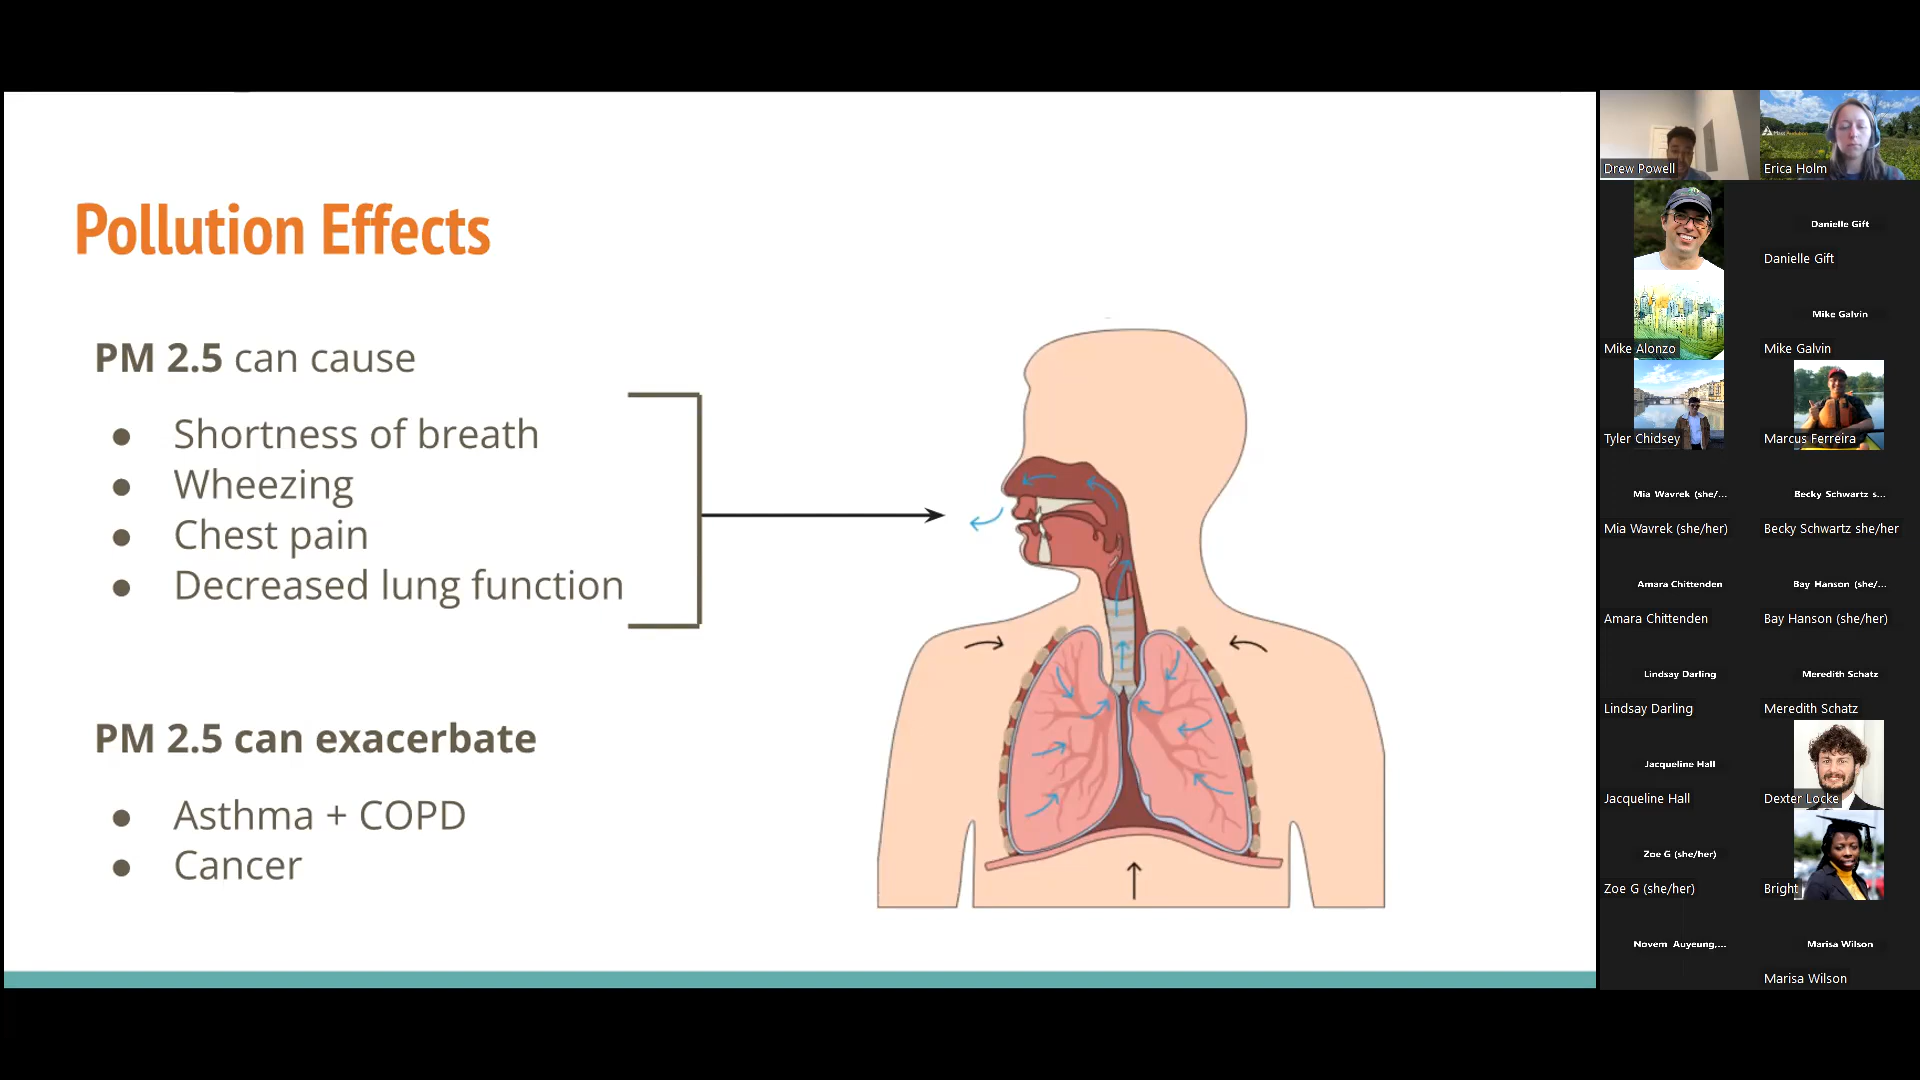 Pollution Effects
PM 2.5 can cause
● Shortness of breath
● Wheezing
● Chest pain
● Decreased lung function
PM 2.5 can exacerbate
● Asthma + COPD
● Cancer
Drew Powell
Mass Audubon
Erica Holm
Danielle Gift
Danielle Gift
Mike Galvin
Mike Alonzo
Mike Galvin
Tyler Chidsey
Marcus Ferreira
Mia Wavrek (she/...
Becky Schwartz s...
Mia Wavrek (she/her)
Becky Schwartz she/her
Amara Chittenden
Bay Hanson (she/...
Amara Chittenden
Bay Hanson (she/her)
Lindsay Darling
Meredith Schatz
Lindsay Darling
Meredith Schatz
Jacqueline Hall
Jacqueline Hall
Dexter Locke
Zoe G (she/her)
Zoe G (she/her)
Bright
Novem Auyeung,...
Marisa Wilson
Marisa Wilson